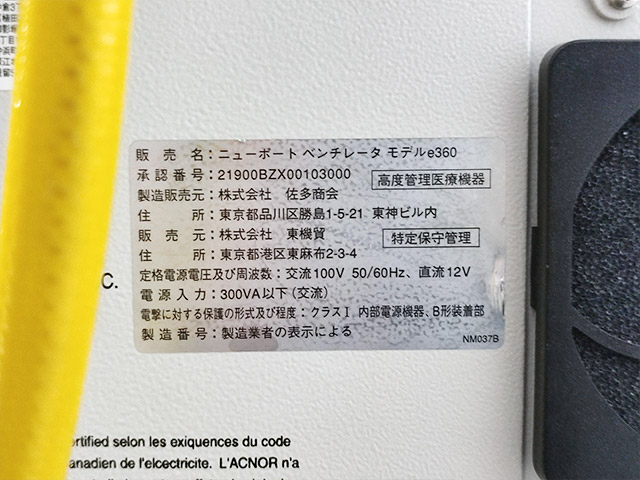 販売名：ニューポート ベンチレータ モデルe360
承認番号：21900BZX00103000
高度管理医療機器
製造販売元：株式会社 佐多商会
住所：東京都品川区勝島1-5-21 東神ビル内
販売元：株式会社 東機貿
特定保守管理
住所：東京都港区東麻布2-3-4
定格電源電圧及び周波数：交流100V 50/60Hz、直流12V
電源入力：300VA以下(交流)
電撃に対する保護の形式及び程度：クラスⅠ 内部電源機器、B形装着部
製造番号：製造業者の表示による
NM037B
C.
ertified selon les exiquences du code
anadien de l'elcectricite. L'ACNOR n'a